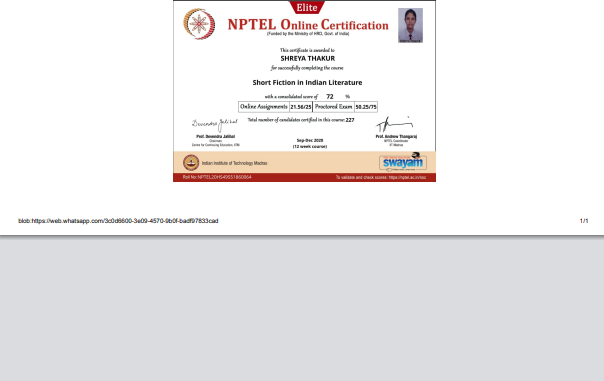 Elite
NPTEL Online Certification
(Funded by the Ministry of HRD, Govt. of India)
This certificate is awarded to
SHREYA THAKUR
for successfully completing the course
Short Fiction in Indian Literature
with a consolidated score of 72 %
Online Assignments 21.56/25 Proctored Exam 50.25/75
Total number of candidates certified in this course: 227
Devendra Jalihal
Prof. Devendra Jalihal
Chairman
Centre for Continuing Education, IITM
Sep-Dec 2020
(12 week course)
Prof. Andrew Thangaraj
NPTEL Coordinator
IIT Madras
Indian Institute of Technology Madras
swayam
Roll No: 
To validate and check scores: https://nptel.ac.in/noc
blob:https://web.whatsapp.com/3c0d6600-3e09-4570-9b0f-badf97833cad
1/1